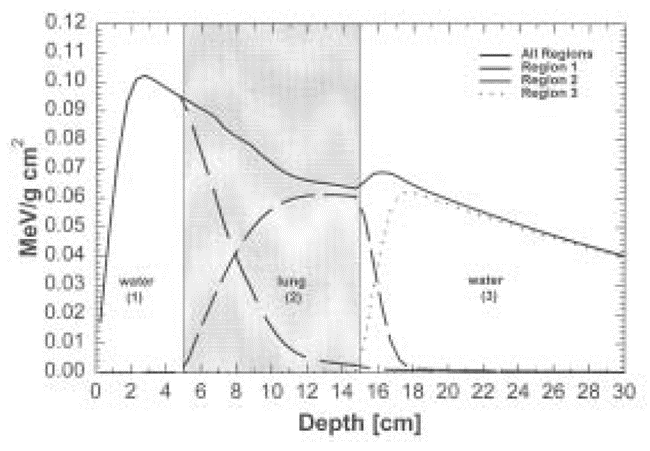 0.12
0.11
0.10
0.09
0.08
0.07
0.06
0.05
0.04
0.03
0.02
0.01
0.00
MeV/g cm²
All Regions
Region 1
Region 2
Region 3
water
(1)
lung
(2)
water
(3)
0 2 4 6 8 10 12 14 16 18 20 22 24 26 28 30
Depth [cm]